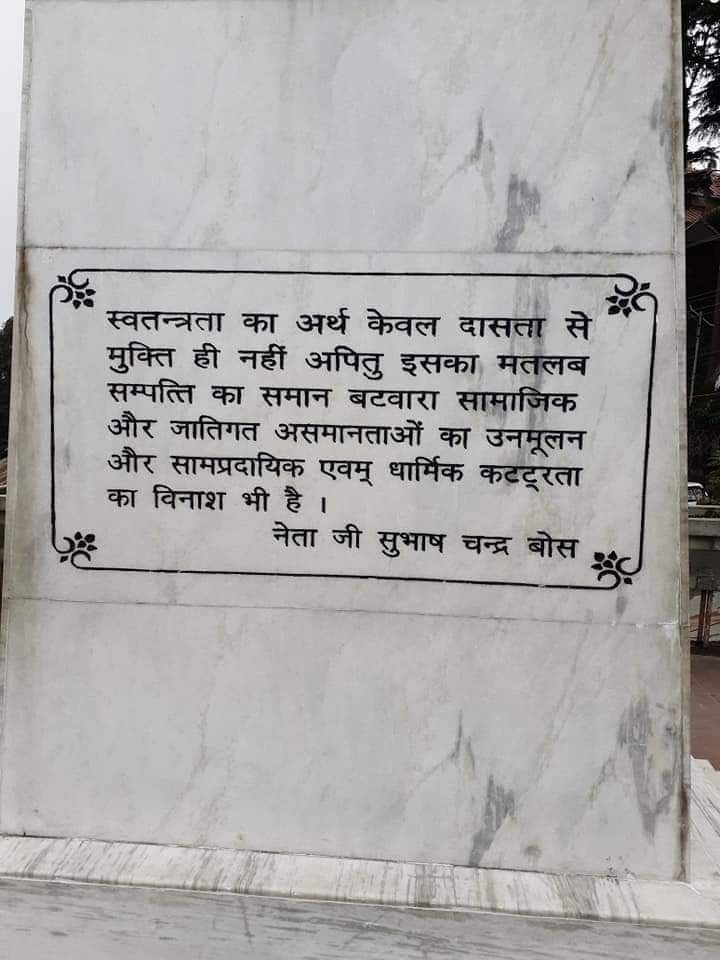 स्वतन्त्रता का अर्थ केवल दासता से
मुक्ति ही नहीं अपितु इसका मतलब
सम्पत्ति का समान बटवारा सामाजिक
और जातिगत असमानताओं का उनमूलन
और सामप्रदायिक एवम् धार्मिक कटट्रता
का विनाश भी है ।
नेता जी सुभाष चन्द्र बोस